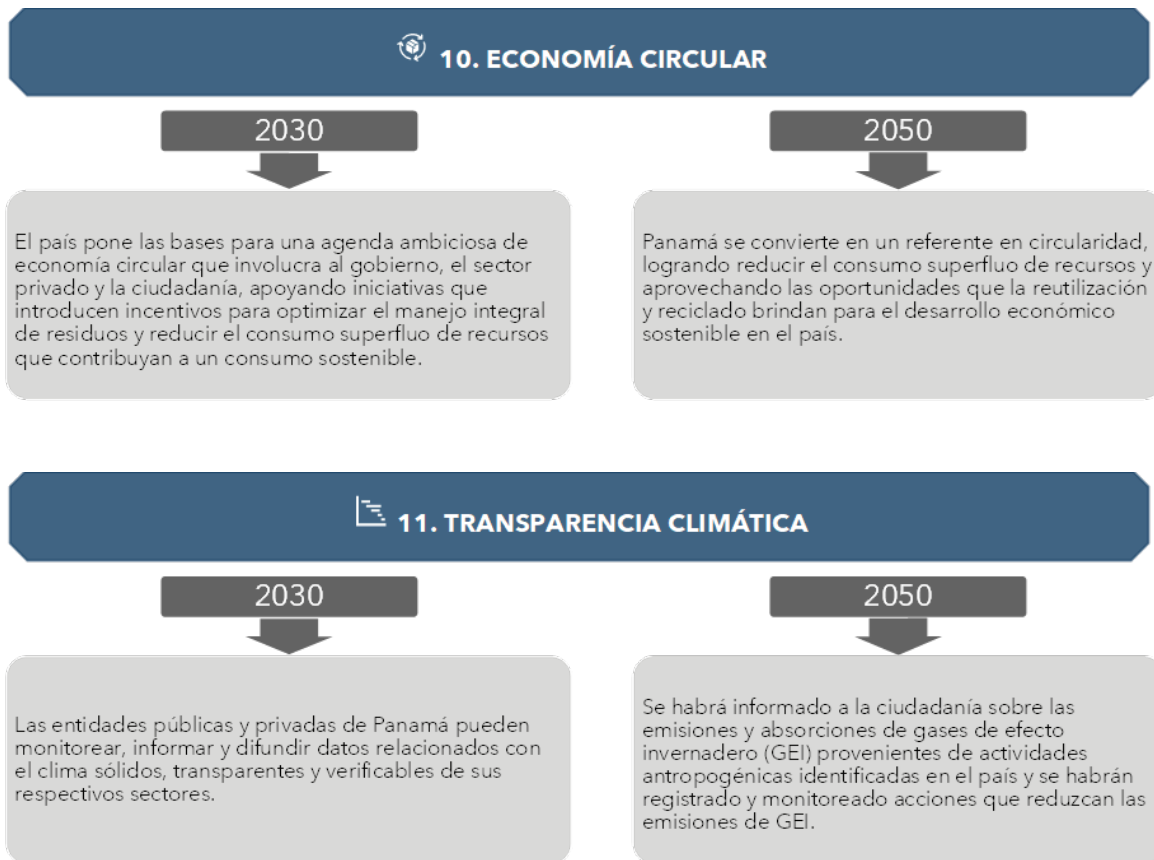 10. ECONOMÍA CIRCULAR
2030
El país pone las bases para una agenda ambiciosa de
economía circular que involucra al gobierno, el sector
privado y la ciudadanía, apoyando iniciativas que
introducen incentivos para optimizar el manejo integral
de residuos y reducir el consumo superfluo de recursos
que contribuyan a un consumo sostenible.
2050
Panamá se convierte en un referente en circularidad,
logrando reducir el consumo superfluo de recursos y
aprovechando las oportunidades que la reutilización
y reciclado brindan para el desarrollo económico
sostenible en el país.
11. TRANSPARENCIA CLIMÁTICA
2030
Las entidades públicas y privadas de Panamá pueden
monitorear, informar y difundir datos relacionados con
el clima sólidos, transparentes y verificables de sus
respectivos sectores.
2050
Se habrá informado a la ciudadanía sobre las
emisiones y absorciones de gases de efecto
invernadero (GEI) provenientes de actividades
antropogénicas identificadas en el país y se habrán
registrado y monitoreado acciones que reduzcan las
emisiones de GEI.